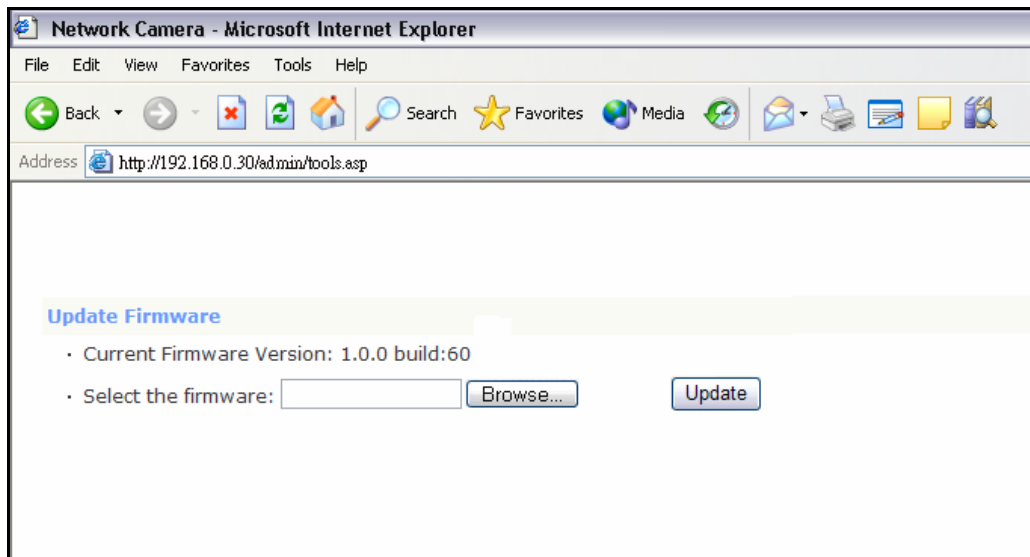 Network Camera - Microsoft Internet Explorer
File Edit View Favorites Tools Help
Back Search Favorites Media
Address http://192.168.0.30/admin/tools.asp
Update Firmware
· Current Firmware Version: 1.0.0 build:60
· Select the firmware: Browse... Update